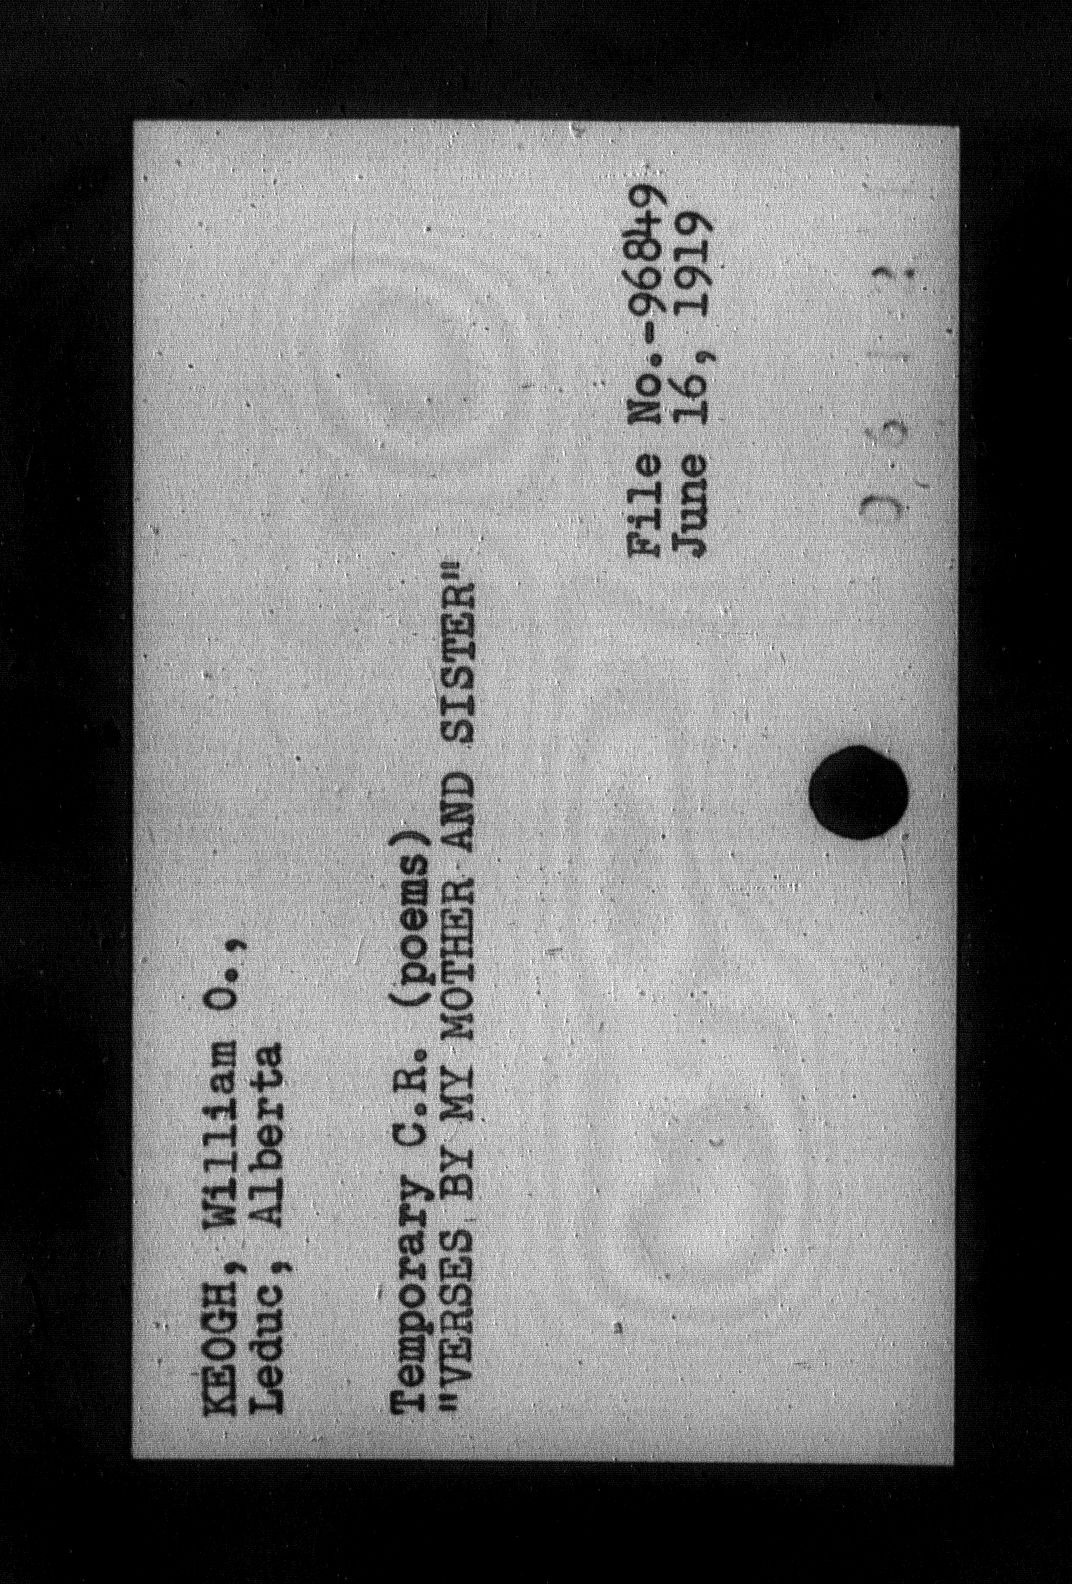 KEOGH, William O.,
Leduc, Alberta
Temporary C.R. (poems)
"VERSES BY MY MOTHER AND SISTER"
File No.-96849
June 16, 1919